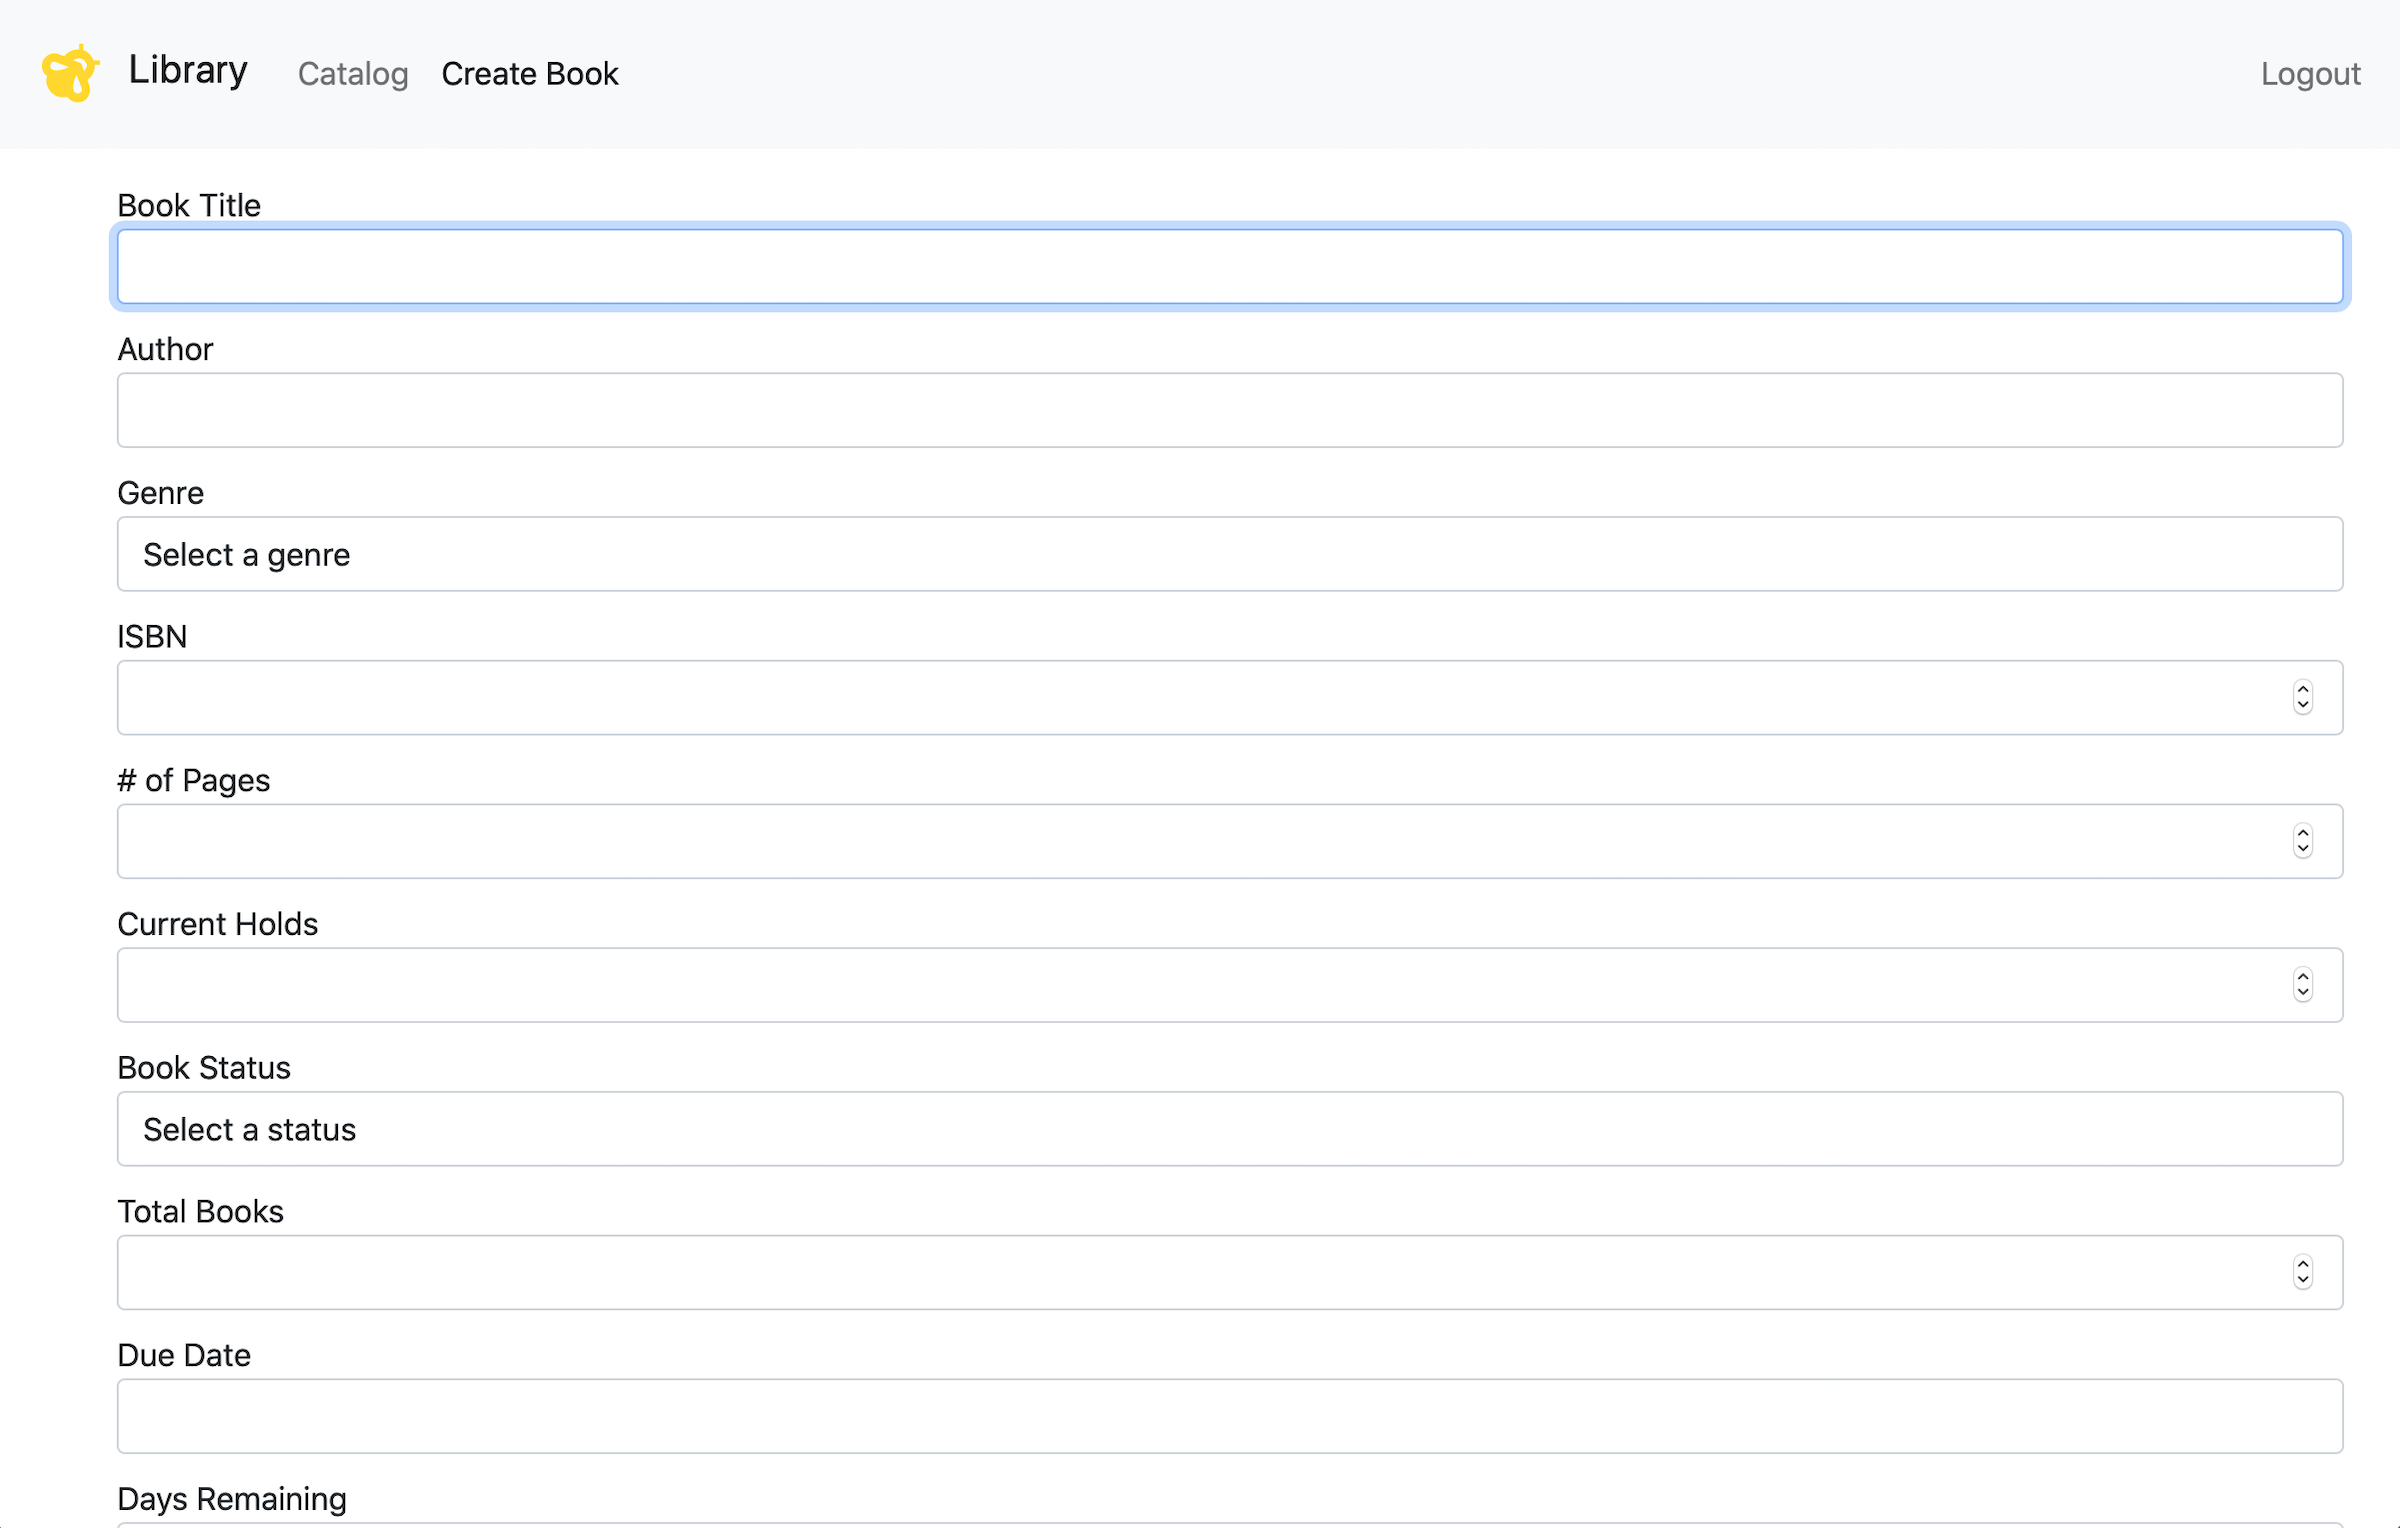 Library Catalog Create Book Logout
Book Title
Author
Genre
Select a genre
ISBN
# of Pages
Current Holds
Book Status
Select a status
Total Books
Due Date
Days Remaining